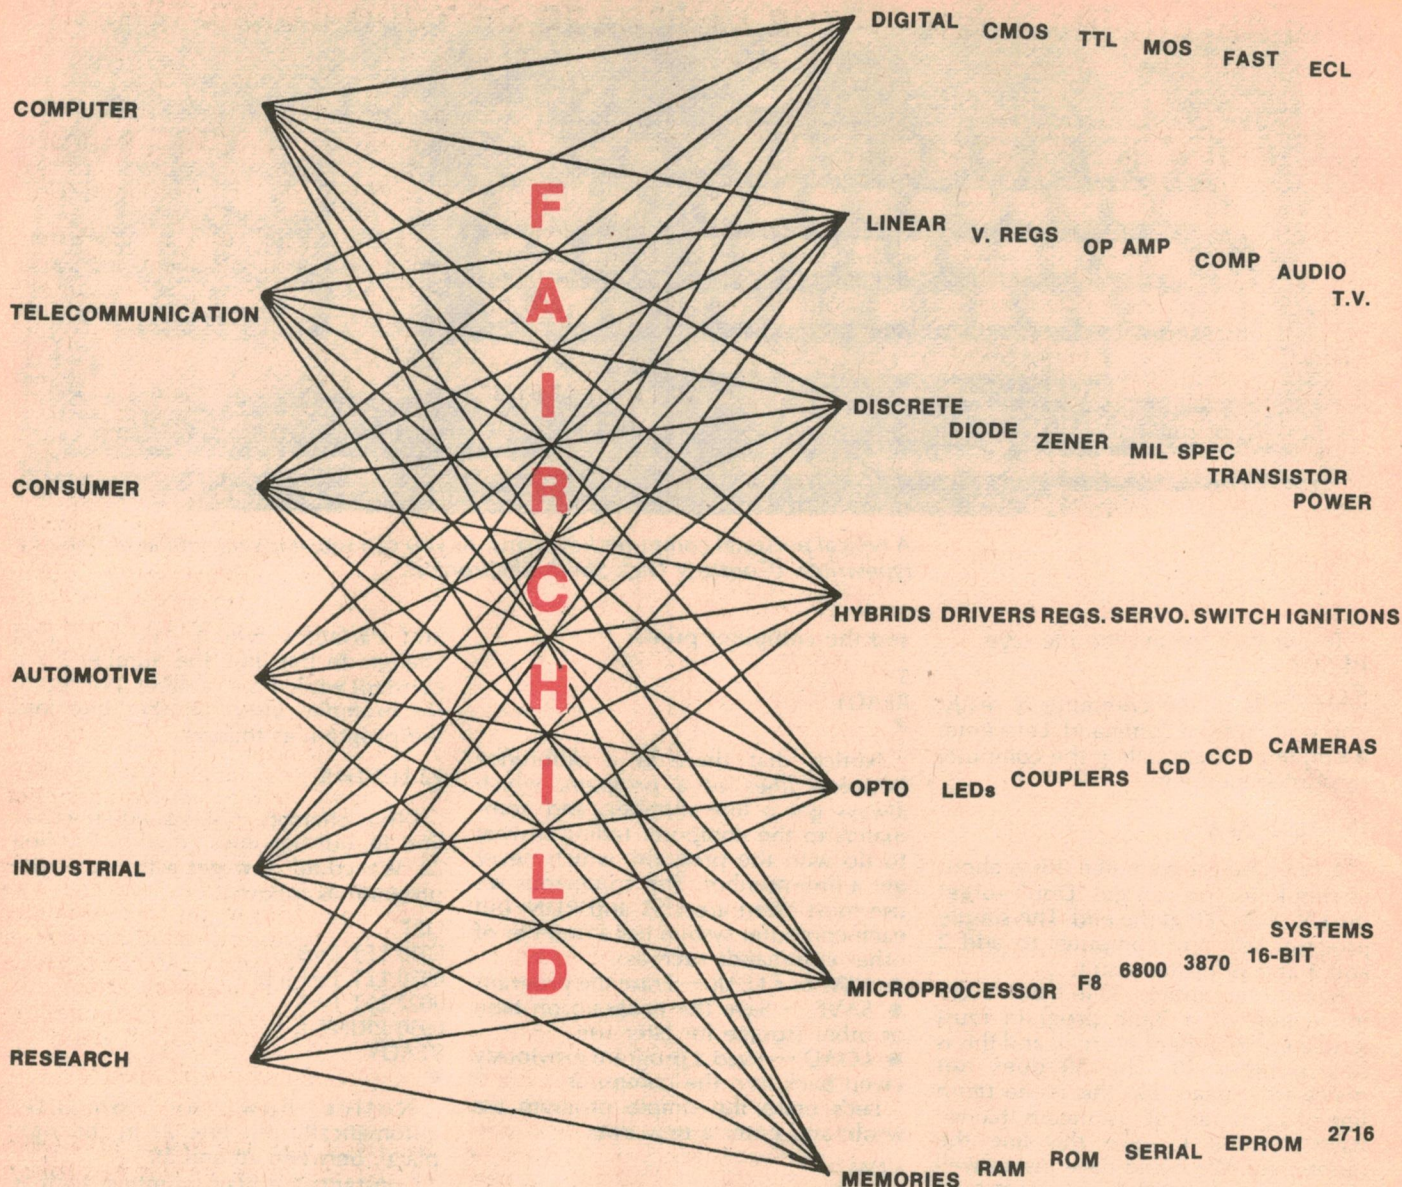 COMPUTER
TELECOMMUNICATION
CONSUMER
AUTOMOTIVE
INDUSTRIAL
RESEARCH
FAIRCHILD
DIGITAL CMOS TTL MOS FAST ECL
LINEAR V. REGS OP AMP COMP AUDIO T.V.
DISCRETE DIODE ZENER MIL SPEC TRANSISTOR POWER
HYBRIDS DRIVERS REGS. SERVO. SWITCH IGNITIONS
OPTO LEDs COUPLERS LCD CCD CAMERAS
MICROPROCESSOR F8 6800 3870 16-BIT SYSTEMS
MEMORIES RAM ROM SERIAL EPROM 2716